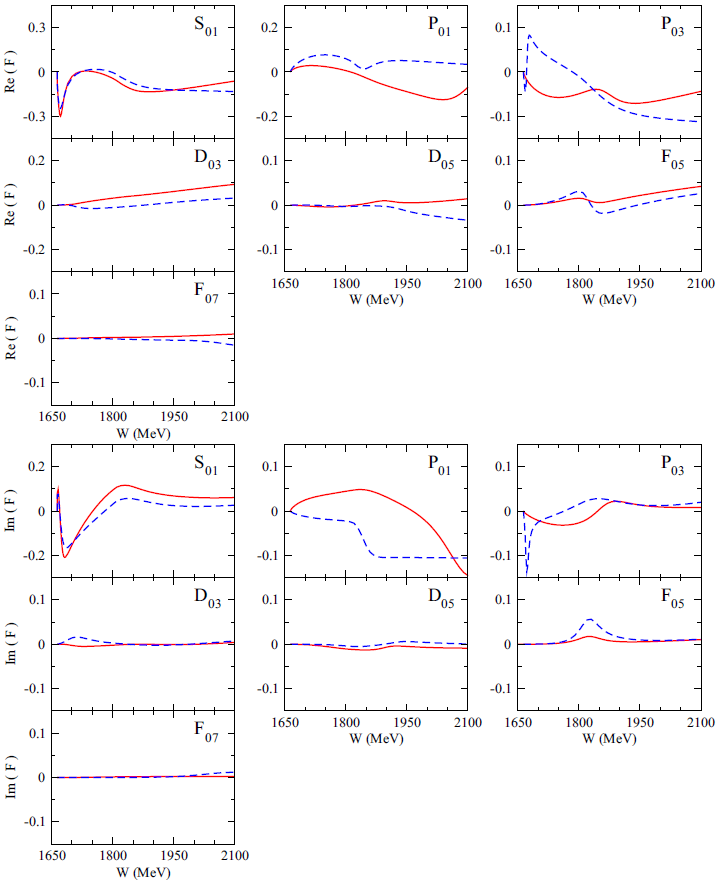 S01 P01 P03
Re ( F ) 0.3 0 -0.3
0.2 0 -0.2
0.1 0 -0.1
D03 D05 F05
Re ( F ) 0.2 0 -0.2
0.1 0 -0.1
0.1 0 -0.1
1650 1800 1950 2100
W (MeV)
1650 1800 1950 2100
W (MeV)
F07
Re ( F ) 0.1 0 -0.1
1650 1800 1950 2100
W (MeV)
S01 P01 P03
Im ( F ) 0.2 0 -0.2
0.1 0 -0.1
0.1 0 -0.1
D03 D05 F05
Im ( F ) 0.1 0 -0.1
0.1 0 -0.1
0.1 0 -0.1
1650 1800 1950 2100
W (MeV)
1650 1800 1950 2100
W (MeV)
F07
Im ( F ) 0.1 0 -0.1
1650 1800 1950 2100
W (MeV)